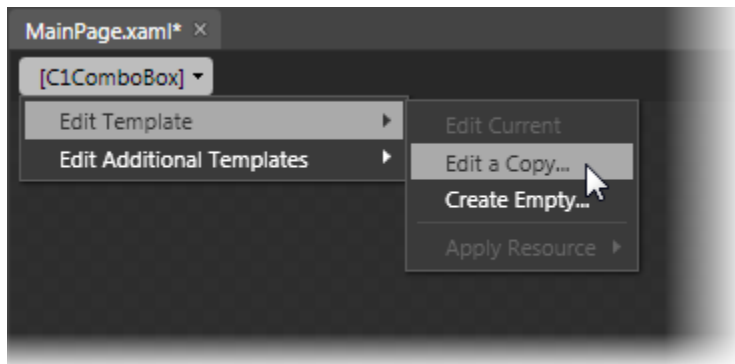 MainPage.xaml* ×
[C1ComboBox]
Edit Template
Edit Additional Templates
Edit Current
Edit a Copy...
Create Empty...
Apply Resource